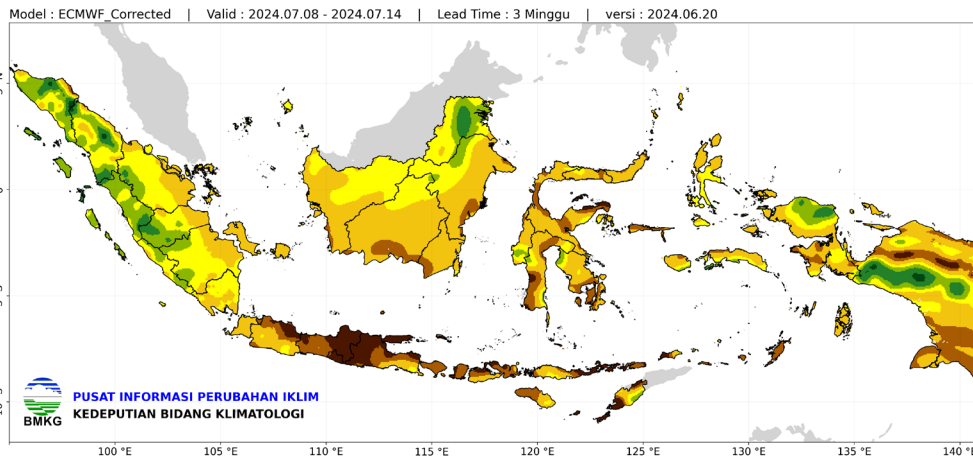 Model : ECMWF_Corrected | Valid : 2024.07.08 - 2024.07.14 | Lead Time : 3 Minggu | versi : 2024.06.20
PUSAT INFORMASI PERUBAHAN IKLIM
KEDEPUTIAN BIDANG KLIMATOLOGI
BMKG
100 °E 105 °E 110 °E 115 °E 120 °E 125 °E 130 °E 135 °E 140 °E